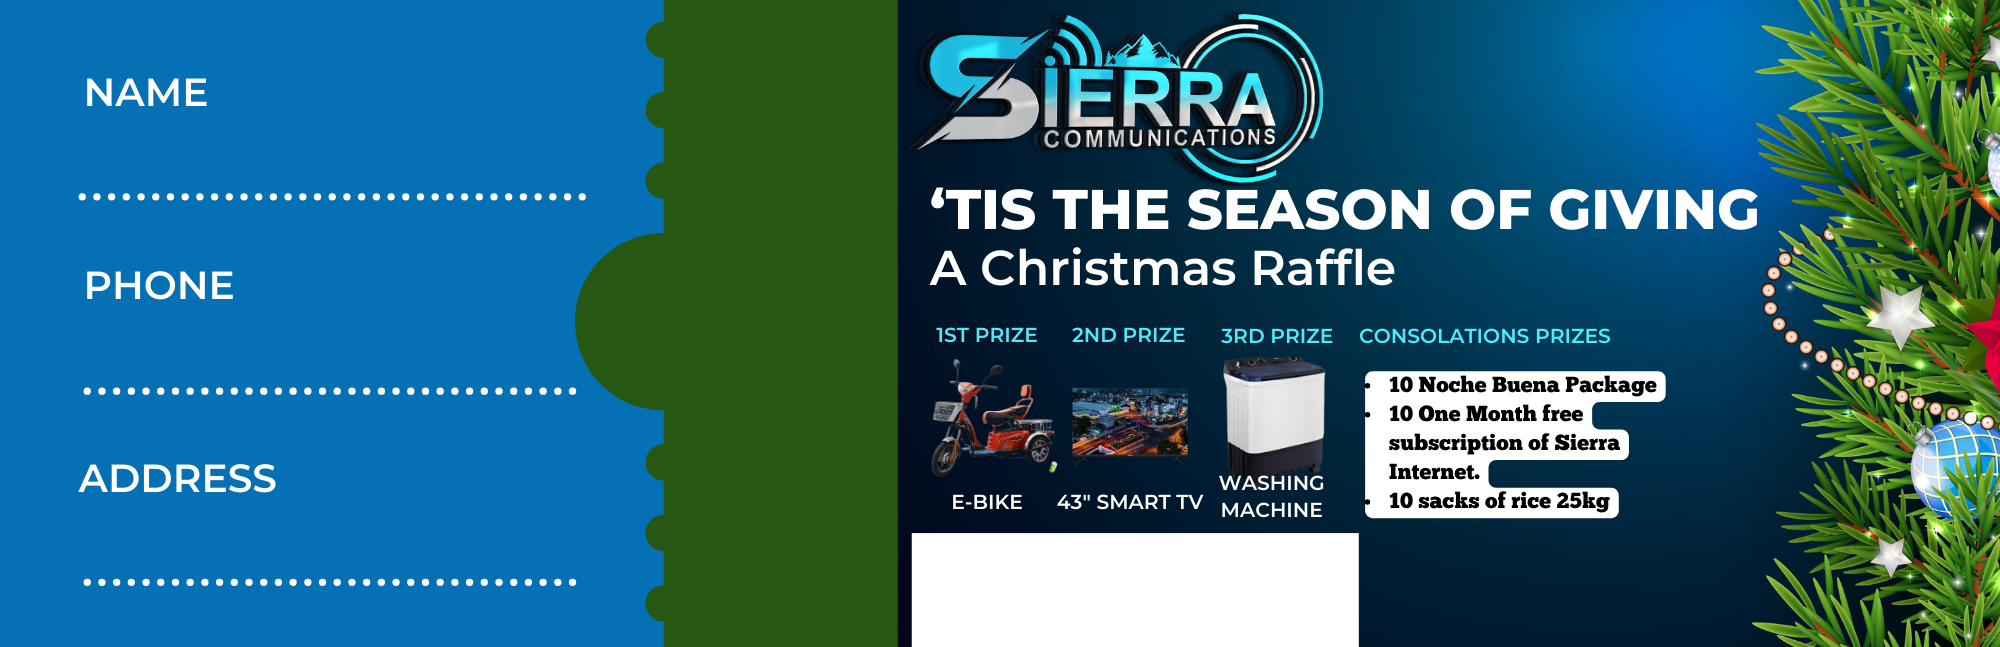 NAME
PHONE
ADDRESS
SIERRA
COMMUNICATIONS
‘TIS THE SEASON OF GIVING
A Christmas Raffle
1ST PRIZE
E-BIKE
2ND PRIZE
43" SMART TV
3RD PRIZE
WASHING
MACHINE
CONSOLATIONS PRIZES
• 10 Noche Buena Package
• 10 One Month free
subscription of Sierra
Internet.
• 10 sacks of rice 25kg